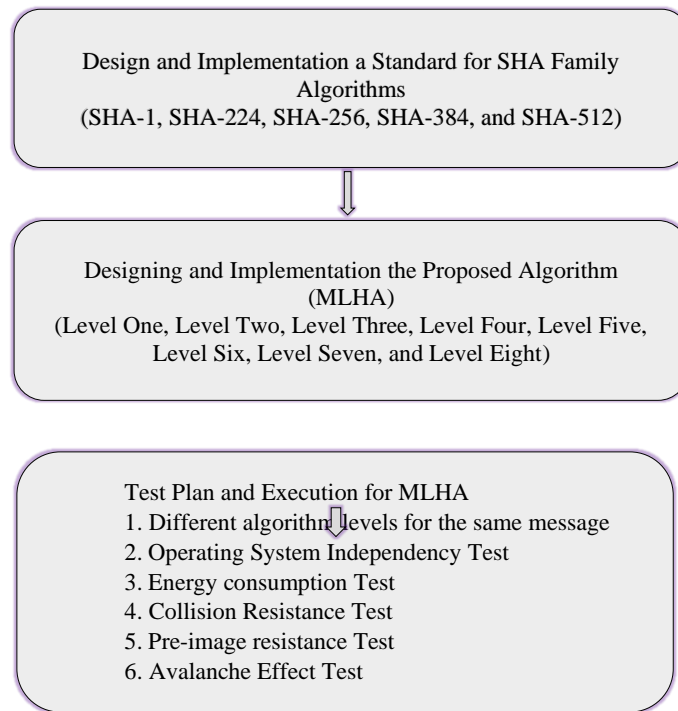 Design and Implementation a Standard for SHA Family
Algorithms
(SHA-1, SHA-224, SHA-256, SHA-384, and SHA-512)
Designing and Implementation the Proposed Algorithm
(MLHA)
(Level One, Level Two, Level Three, Level Four, Level Five,
Level Six, Level Seven, and Level Eight)
Test Plan and Execution for MLHA
1. Different algorithm levels for the same message
2. Operating System Independency Test
3. Energy consumption Test
4. Collision Resistance Test
5. Pre-image resistance Test
6. Avalanche Effect Test